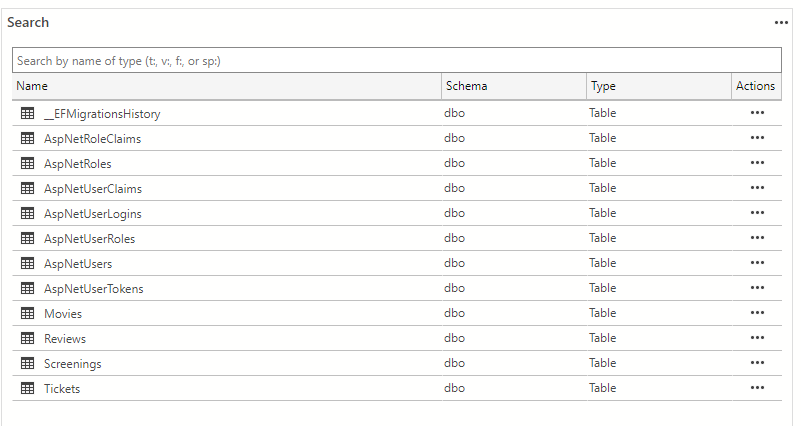 Search
Search by name of type (t:, v:, f:, or sp:)
Name Schema Type Actions
__EFMigrationsHistory dbo Table
AspNetRoleClaims dbo Table
AspNetRoles dbo Table
AspNetUserClaims dbo Table
AspNetUserLogins dbo Table
AspNetUserRoles dbo Table
AspNetUsers dbo Table
AspNetUserTokens dbo Table
Movies dbo Table
Reviews dbo Table
Screenings dbo Table
Tickets dbo Table